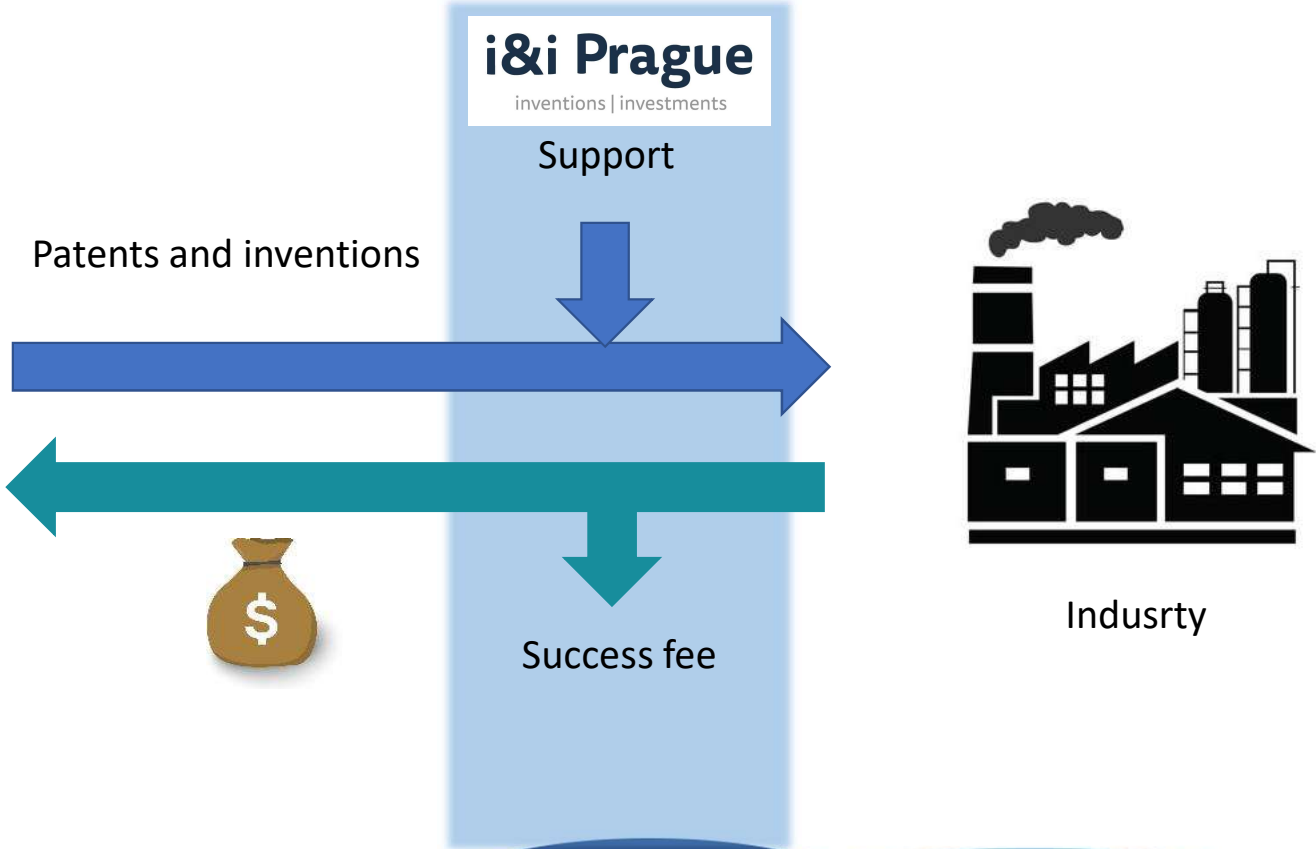 i&i Prague
inventions | investments
Support
Patents and inventions
$
Indusrty
Success fee